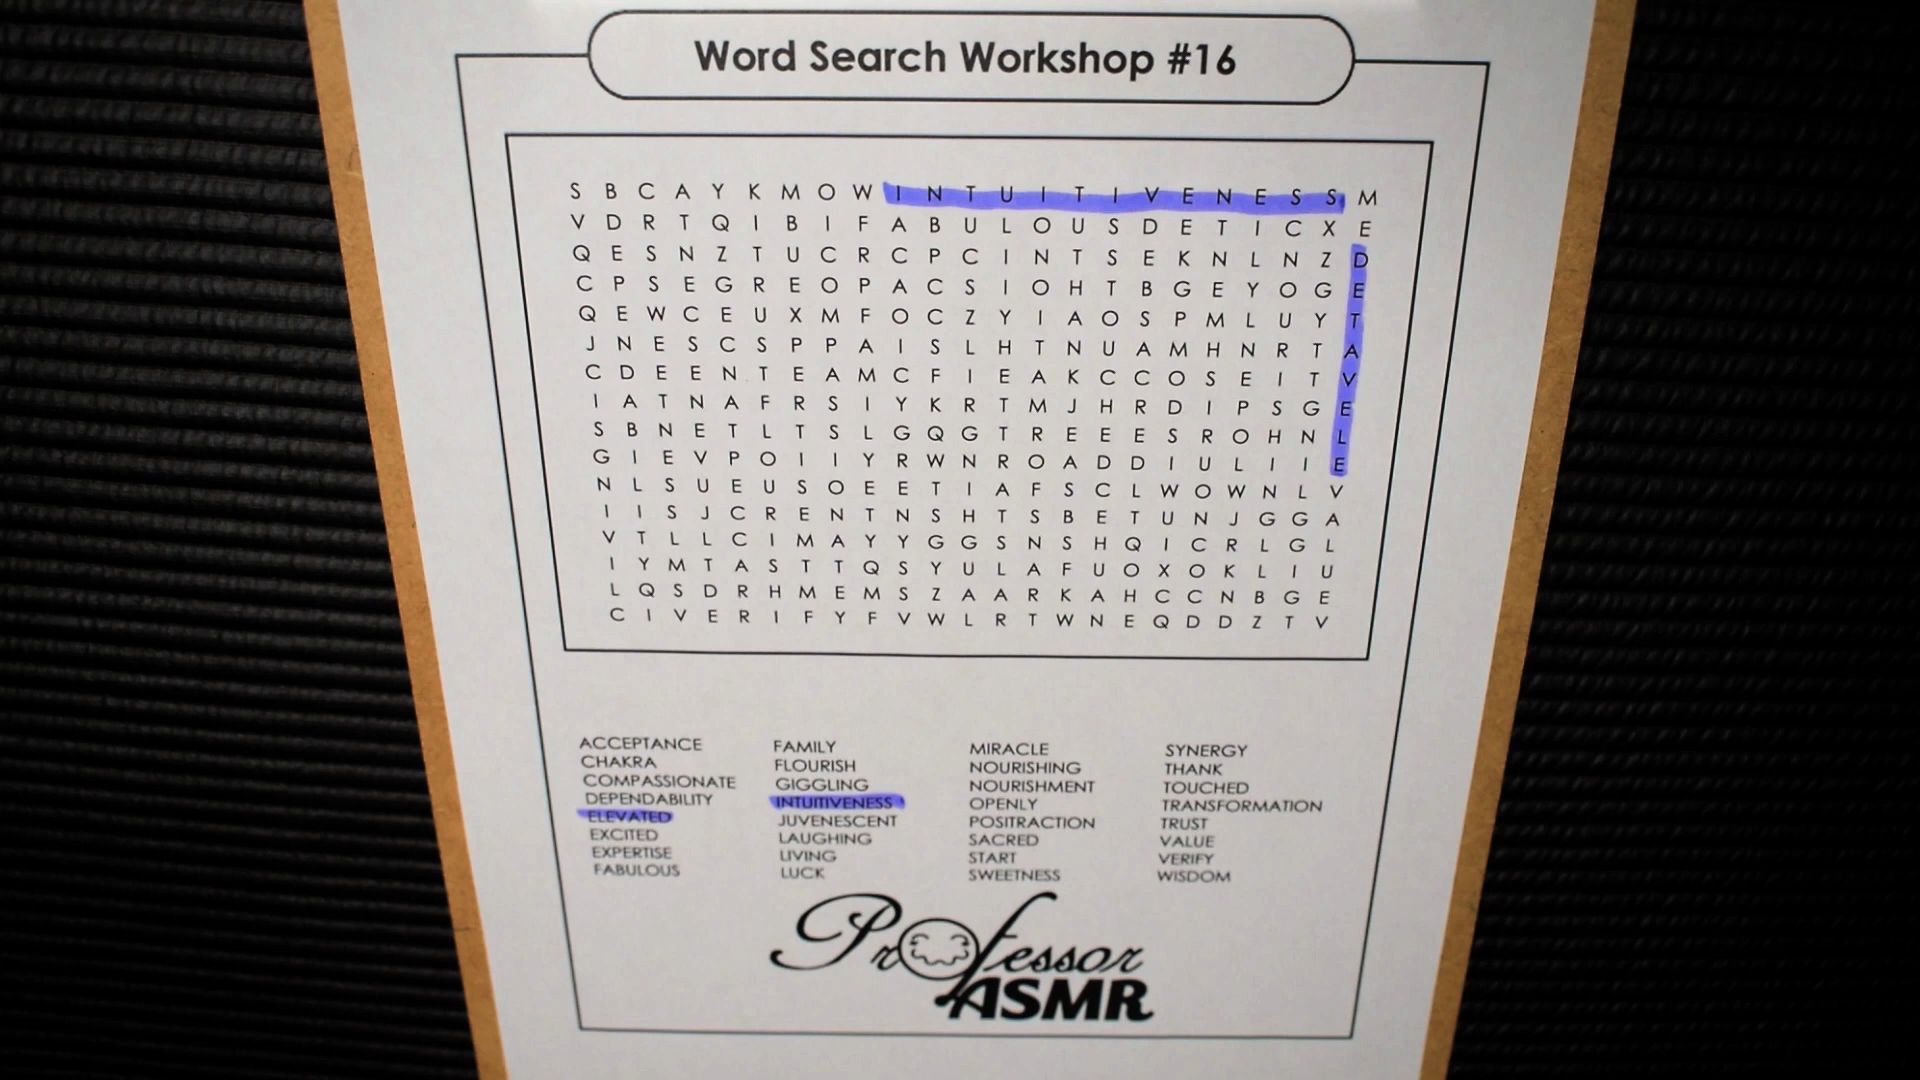 Word Search Workshop #16
S B C A Y K M O W I N T U I T I V E N E S S M
V D R T Q I B I F A B U L O U S D E T I C X E
Q E S N Z T U C R C P C I N T S E K N L N Z D
C P S E G R E O P A C S I O H T B G E Y O G E
Q E W C E U X M F O C Z Y I A O S P M L U Y T
J N E S C S P P A I S L H T N U A M H N R T A
C D E E N T E A M C F I E A K C C O S E I T V
I A T N A F R S I Y K R T M J H R D I P S G E
S B N E T L T S L G Q G T R E E E S R O H N L
G I E V P O I I Y R W N R O A D D I U L I I E
N L S U E U S O E E T I A F S C L W O W N L V
I I S J C R E N T N S H T S B E T U N J G G A
V T L L C I M A Y Y G G S N S H Q I C R L G L
I Y M T A S T T Q S Y U L A F U O X O K L I U
L Q S D R H M E M S Z A A R K A H C C N B G E
C I V E R I F Y F V W L R T W N E Q D D Z T V
ACCEPTANCE
CHAKRA
COMPASSIONATE
DEPENDABILITY
ELEVATED
EXCITED
EXPERTISE
FABULOUS
FAMILY
FLOURISH
GIGGLING
INTUITIVENESS
JUVENESCENT
LAUGHING
LIVING
LUCK
MIRACLE
NOURISHING
NOURISHMENT
OPENLY
POSITRACTION
SACRED
START
SWEETNESS
SYNERGY
THANK
TOUCHED
TRANSFORMATION
TRUST
VALUE
VERIFY
WISDOM
Professor
ASMR